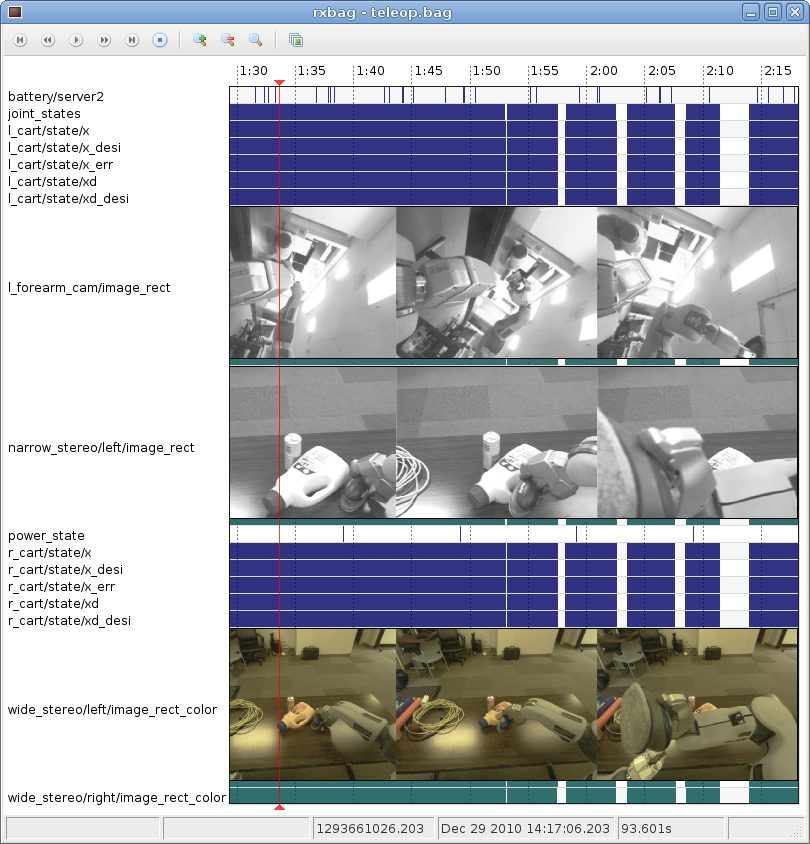 rxbag - teleop.bag
1:30 1:35 1:40 1:45 1:50 1:55 2:00 2:05 2:10 2:15
battery/server2
joint_states
l_cart/state/x
l_cart/state/x_desi
l_cart/state/x_err
l_cart/state/xd
l_cart/state/xd_desi
l_forearm_cam/image_rect
narrow_stereo/left/image_rect
power_state
r_cart/state/x
r_cart/state/x_desi
r_cart/state/x_err
r_cart/state/xd
r_cart/state/xd_desi
wide_stereo/left/image_rect_color
wide_stereo/right/image_rect_color
1293661026.203 Dec 29 2010 14:17:06.203 93.601s